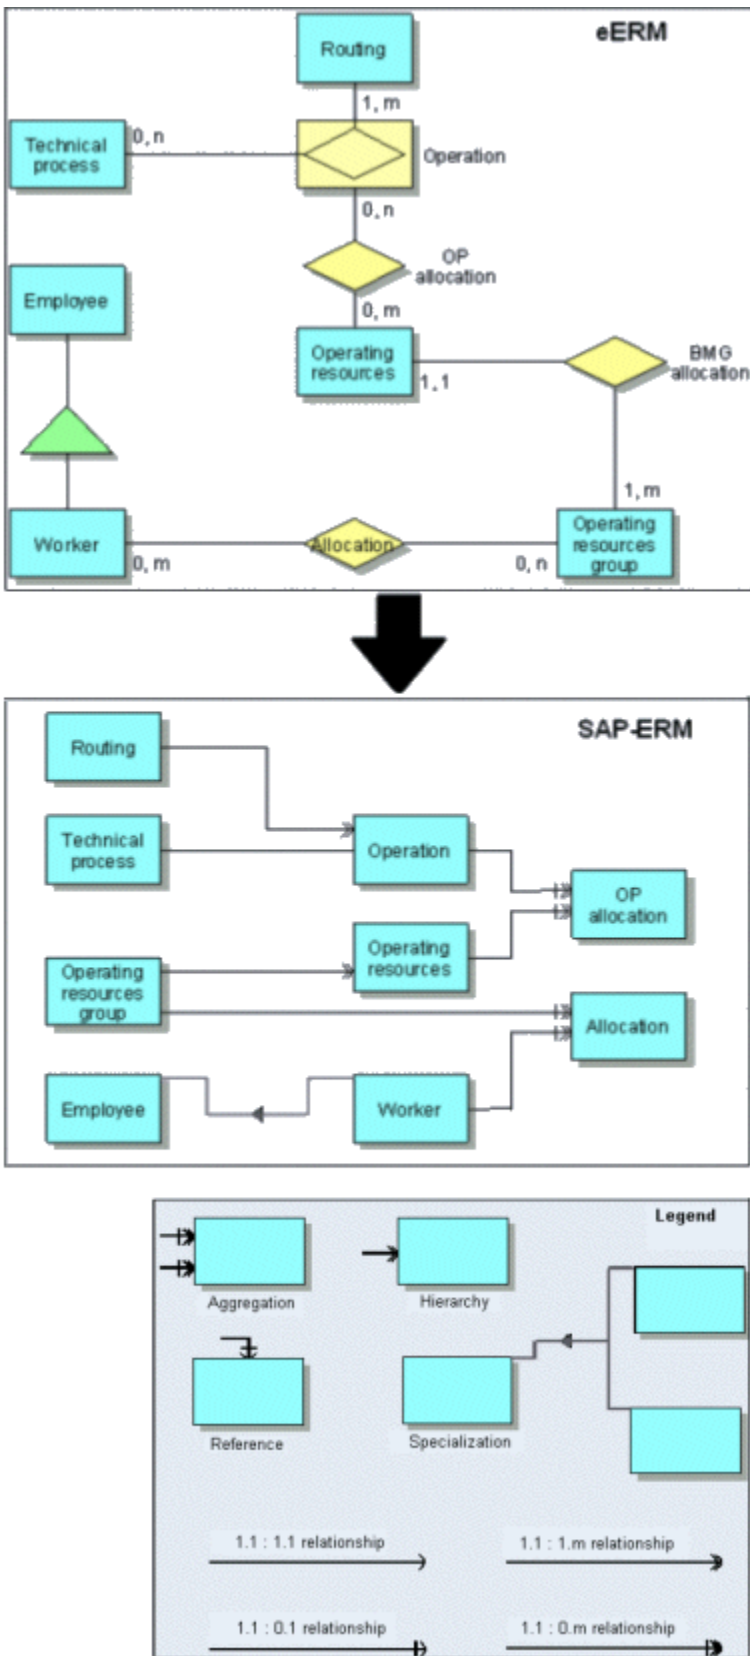 eERM
Routing
1, m
Technical
process
0, n
Operation
0, n
Employee
OP
allocation
0, m
Operating
resources
1, 1
BMG
allocation
1, m
Worker
0, m
Allocation
0, n
Operating
resources
group
SAP-ERM
Routing
Technical
process
Operation
OP
allocation
Operating
resources
Operating
resources
group
Allocation
Employee
Worker
Legend
Aggregation
Hierarchy
Reference
Specialization
1.1 : 1.1 relationship
1.1 : 1.m relationship
1.1 : 0.1 relationship
1.1 : 0.m relationship